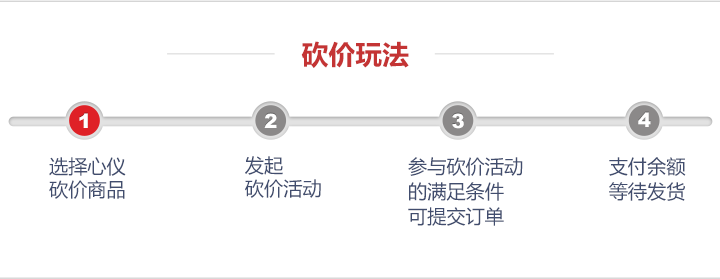 砍价玩法
1
2
3
4
选择心仪
砍价商品
发起
砍价活动
参与砍价活动
的满足条件
可提交订单
支付余额
等待发货